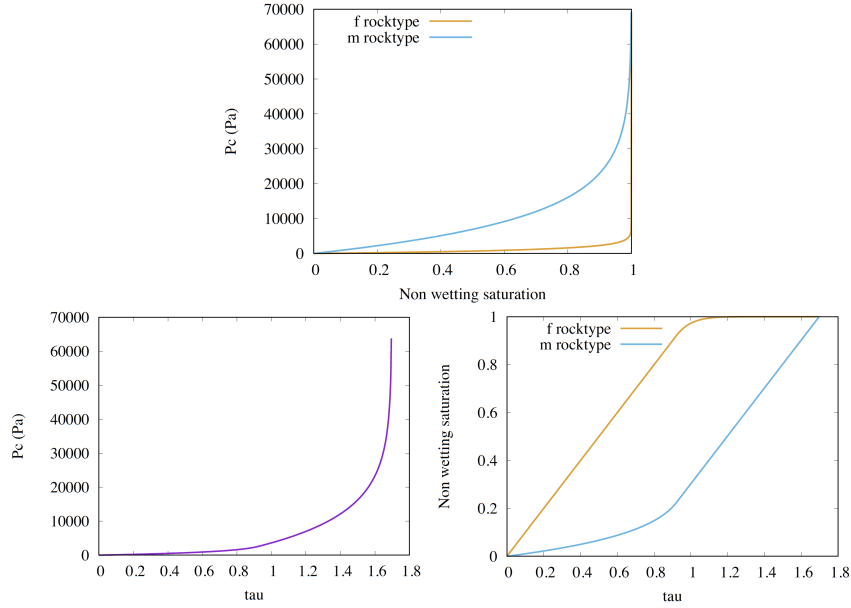 70000
60000
50000
40000
30000
20000
10000
0
Pc (Pa)
f rocktype
m rocktype
0 0.2 0.4 0.6 0.8 1
Non wetting saturation
70000
60000
50000
40000
30000
20000
10000
0
Pc (Pa)
0 0.2 0.4 0.6 0.8 1 1.2 1.4 1.6 1.8
tau
1
0.8
0.6
0.4
0.2
0
Non wetting saturation
f rocktype
m rocktype
0 0.2 0.4 0.6 0.8 1 1.2 1.4 1.6 1.8
tau